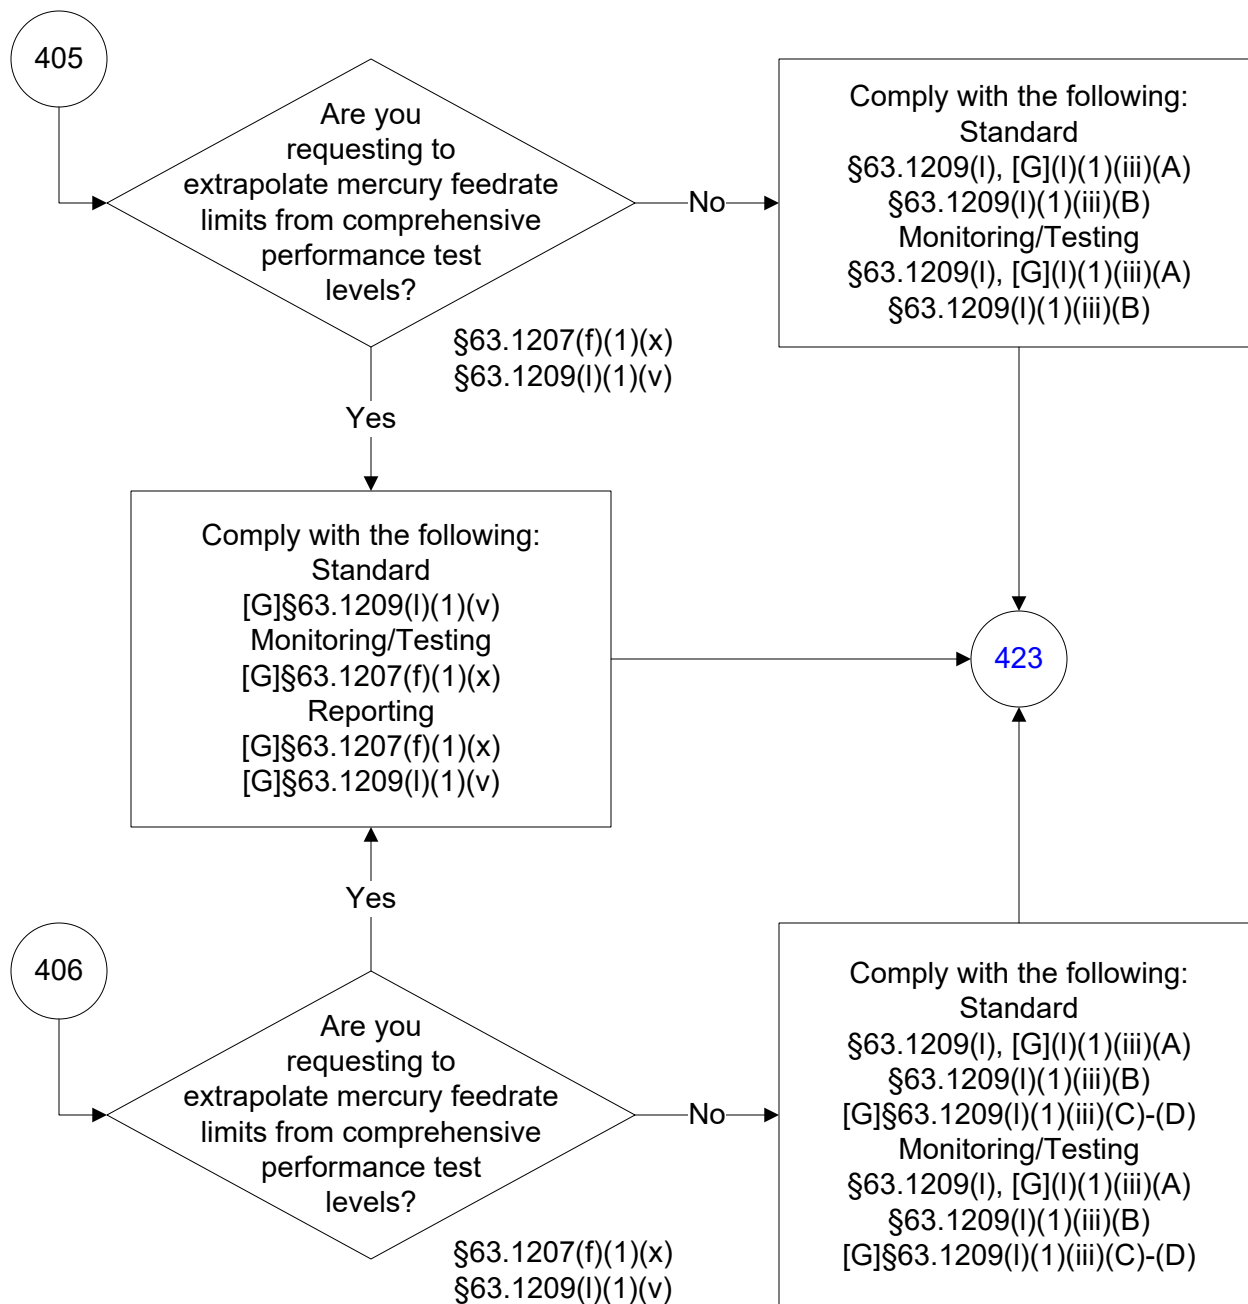 405
Are you
requesting to
extrapolate mercury feedrate
limits from comprehensive
performance test
levels?
No
Comply with the following:
Standard
§63.1209(l), [G](l)(1)(iii)(A)
§63.1209(l)(1)(iii)(B)
Monitoring/Testing
§63.1209(l), [G](l)(1)(iii)(A)
§63.1209(l)(1)(iii)(B)
§63.1207(f)(1)(x)
§63.1209(l)(1)(v)
Yes
Comply with the following:
Standard
[G]§63.1209(l)(1)(v)
Monitoring/Testing
[G]§63.1207(f)(1)(x)
Reporting
[G]§63.1207(f)(1)(x)
[G]§63.1209(l)(1)(v)
423
Yes
406
Are you
requesting to
extrapolate mercury feedrate
limits from comprehensive
performance test
levels?
No
Comply with the following:
Standard
§63.1209(l), [G](l)(1)(iii)(A)
§63.1209(l)(1)(iii)(B)
[G]§63.1209(l)(1)(iii)(C)-(D)
Monitoring/Testing
§63.1209(l), [G](l)(1)(iii)(A)
§63.1209(l)(1)(iii)(B)
[G]§63.1209(l)(1)(iii)(C)-(D)
§63.1207(f)(1)(x)
§63.1209(l)(1)(v)